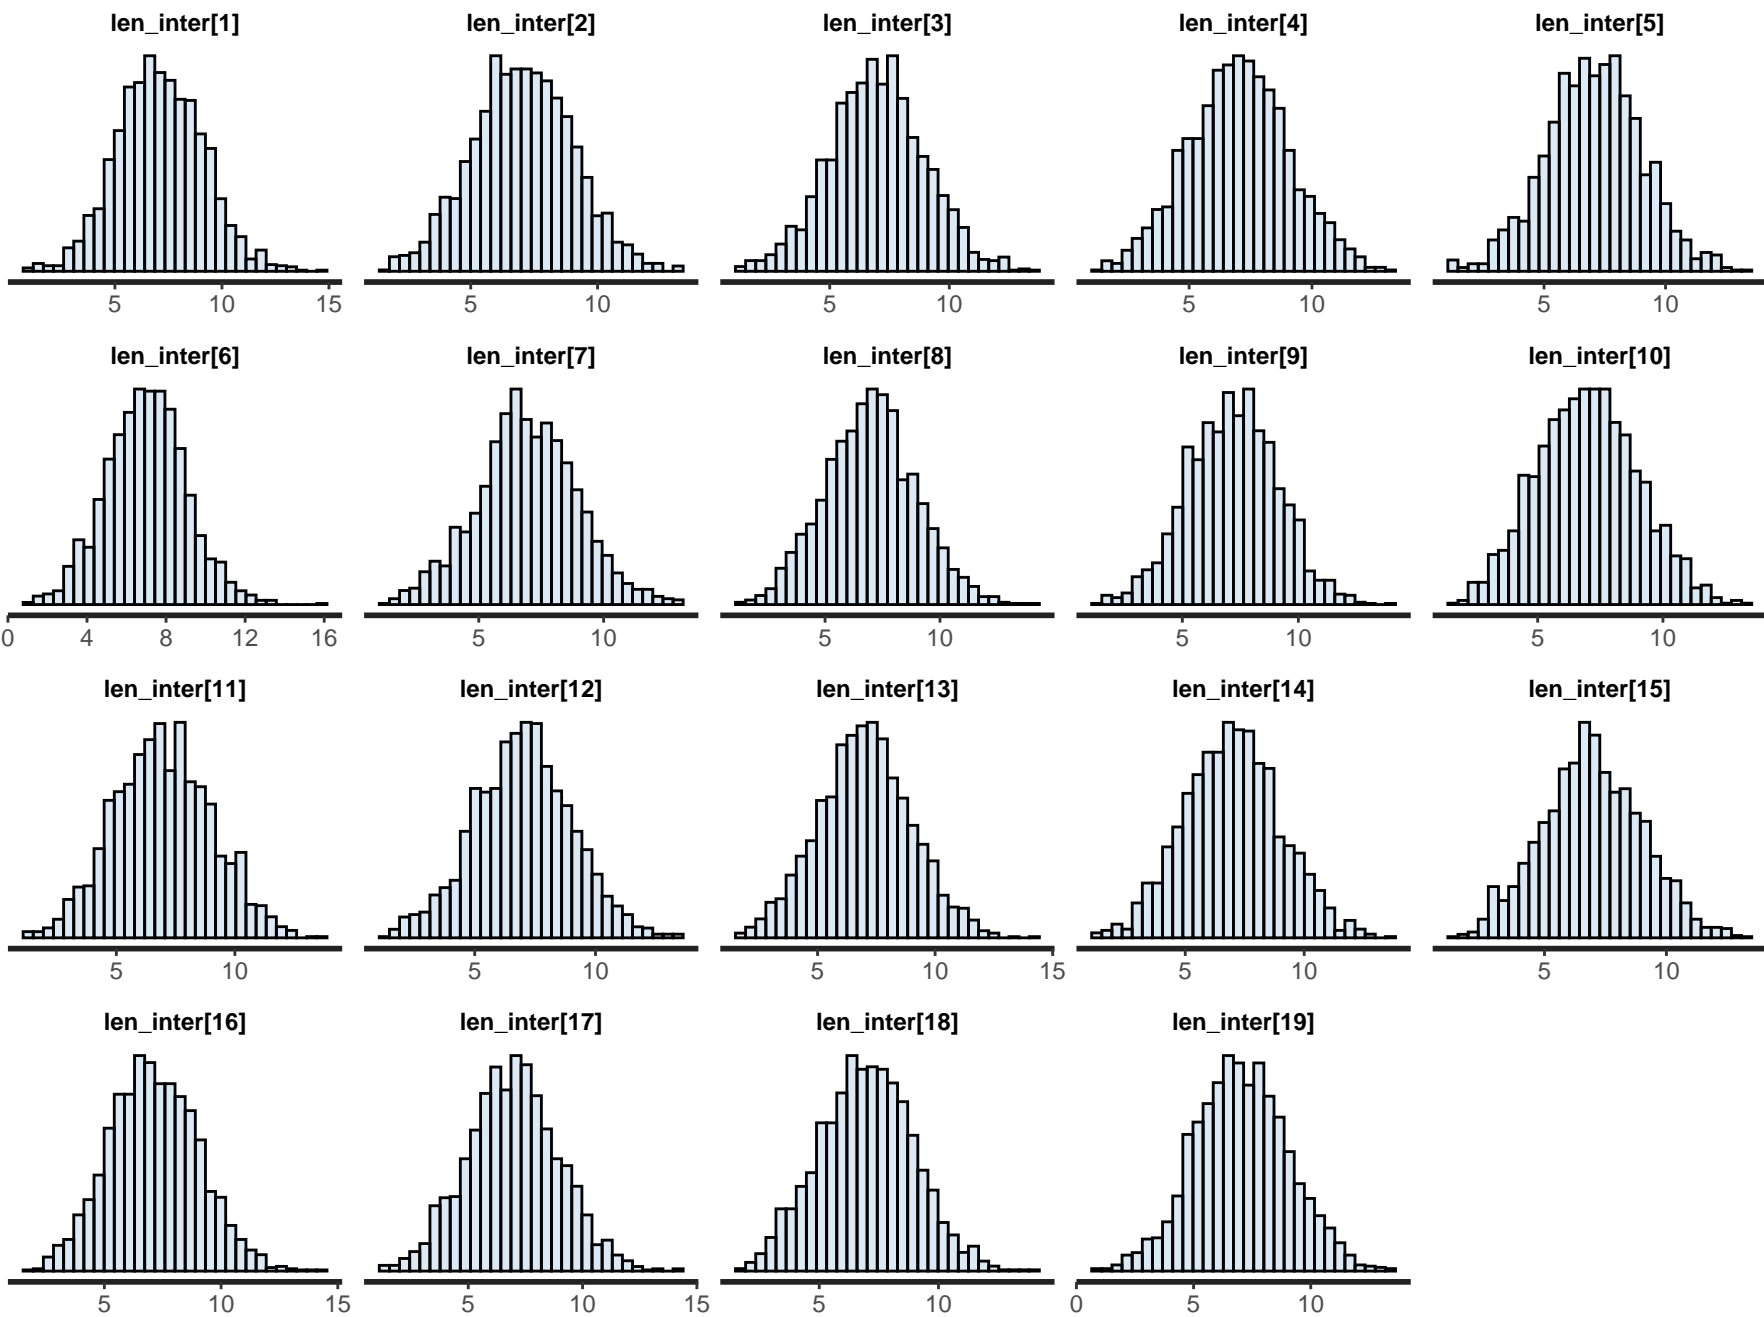 len_inter[1] len_inter[2] len_inter[3] len_inter[4] len_inter[5]
5 10 15 5 10 5 10 5 10 5 10
len_inter[6] len_inter[7] len_inter[8] len_inter[9] len_inter[10]
0 4 8 12 16 5 10 5 10 5 10 5 10
len_inter[11] len_inter[12] len_inter[13] len_inter[14] len_inter[15]
5 10 5 10 5 10 15 5 10 5 10
len_inter[16] len_inter[17] len_inter[18] len_inter[19]
5 10 15 5 10 15 5 10 0 5 10